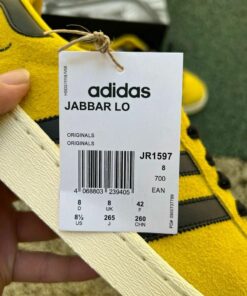 adidas
JABBAR LO
ORIGINALS
ORIGINALS
JR1597
8
700
4 066803 239405
EAN
8 8 42
D UK F
8½ 265 260
US J CHN